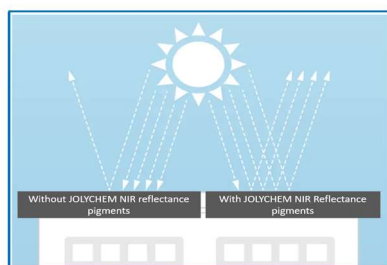 Without JOLYCHEM NIR reflectance
pigments
With JOLYCHEM NIR Reflectance
pigments